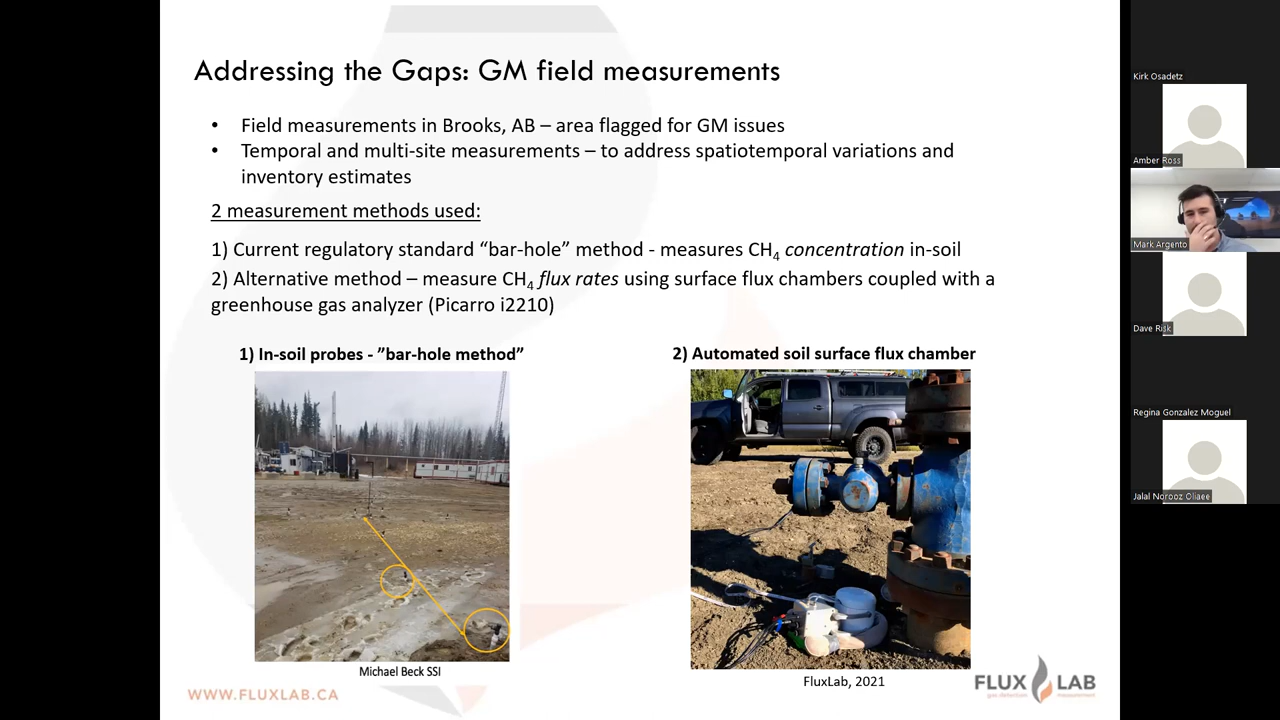 Addressing the Gaps: GM field measurements
• Field measurements in Brooks, AB – area flagged for GM issues
• Temporal and multi-site measurements – to address spatiotemporal variations and
inventory estimates
2 measurement methods used:
1) Current regulatory standard “bar-hole” method - measures CH4 concentration in-soil
2) Alternative method – measure CH4 flux rates using surface flux chambers coupled with a
greenhouse gas analyzer (Picarro i2210)
1) In-soil probes - ”bar-hole method”
2) Automated soil surface flux chamber
Michael Beck SSI
FluxLab, 2021
WWW.FLUXLAB.CA
FLUX LAB
gas detection measurement
Kirk Osadetz
Amber Ross
Mark Argento
Dave Risk
Regina Gonzalez Moguel
Jalal Norooz Oliaee